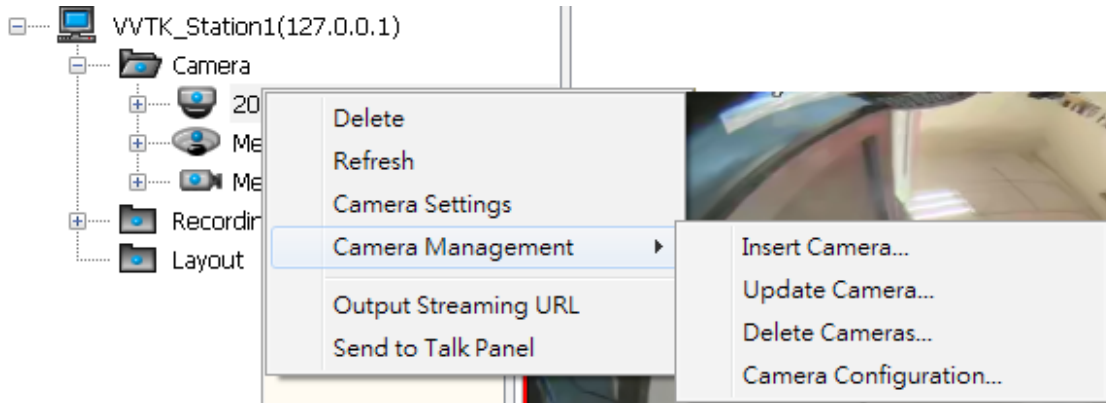 VVTK_Station1(127.0.0.1)
Camera
20
Me
Me
Recordin
Layout
Delete
Refresh
Camera Settings
Camera Management
Output Streaming URL
Send to Talk Panel
Insert Camera...
Update Camera...
Delete Cameras...
Camera Configuration...